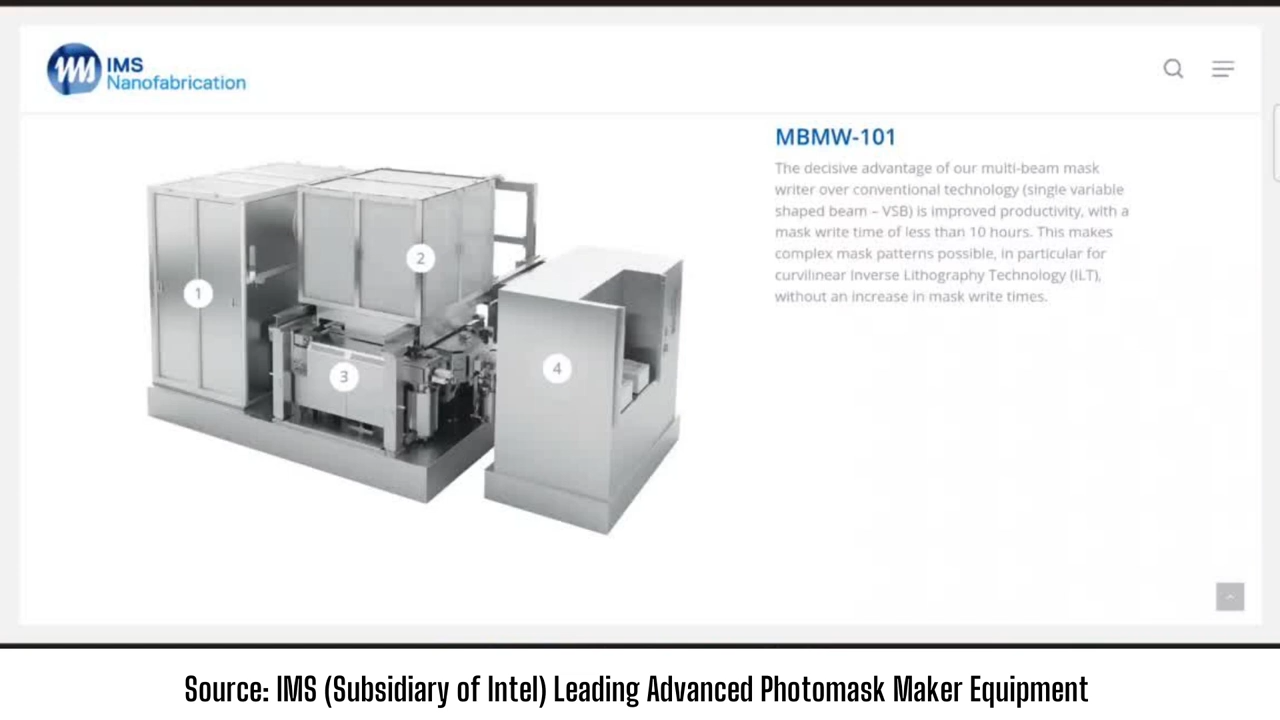 IMS
Nanofabrication
MBMW-101
The decisive advantage of our multi-beam mask
writer over conventional technology (single variable
shaped beam – VSB) is improved productivity, with a
mask write time of less than 10 hours. This makes
complex mask patterns possible, in particular for
curvilinear Inverse Lithography Technology (ILT),
without an increase in mask write times.
1
2
3
4
Source: IMS (Subsidiary of Intel) Leading Advanced Photomask Maker Equipment